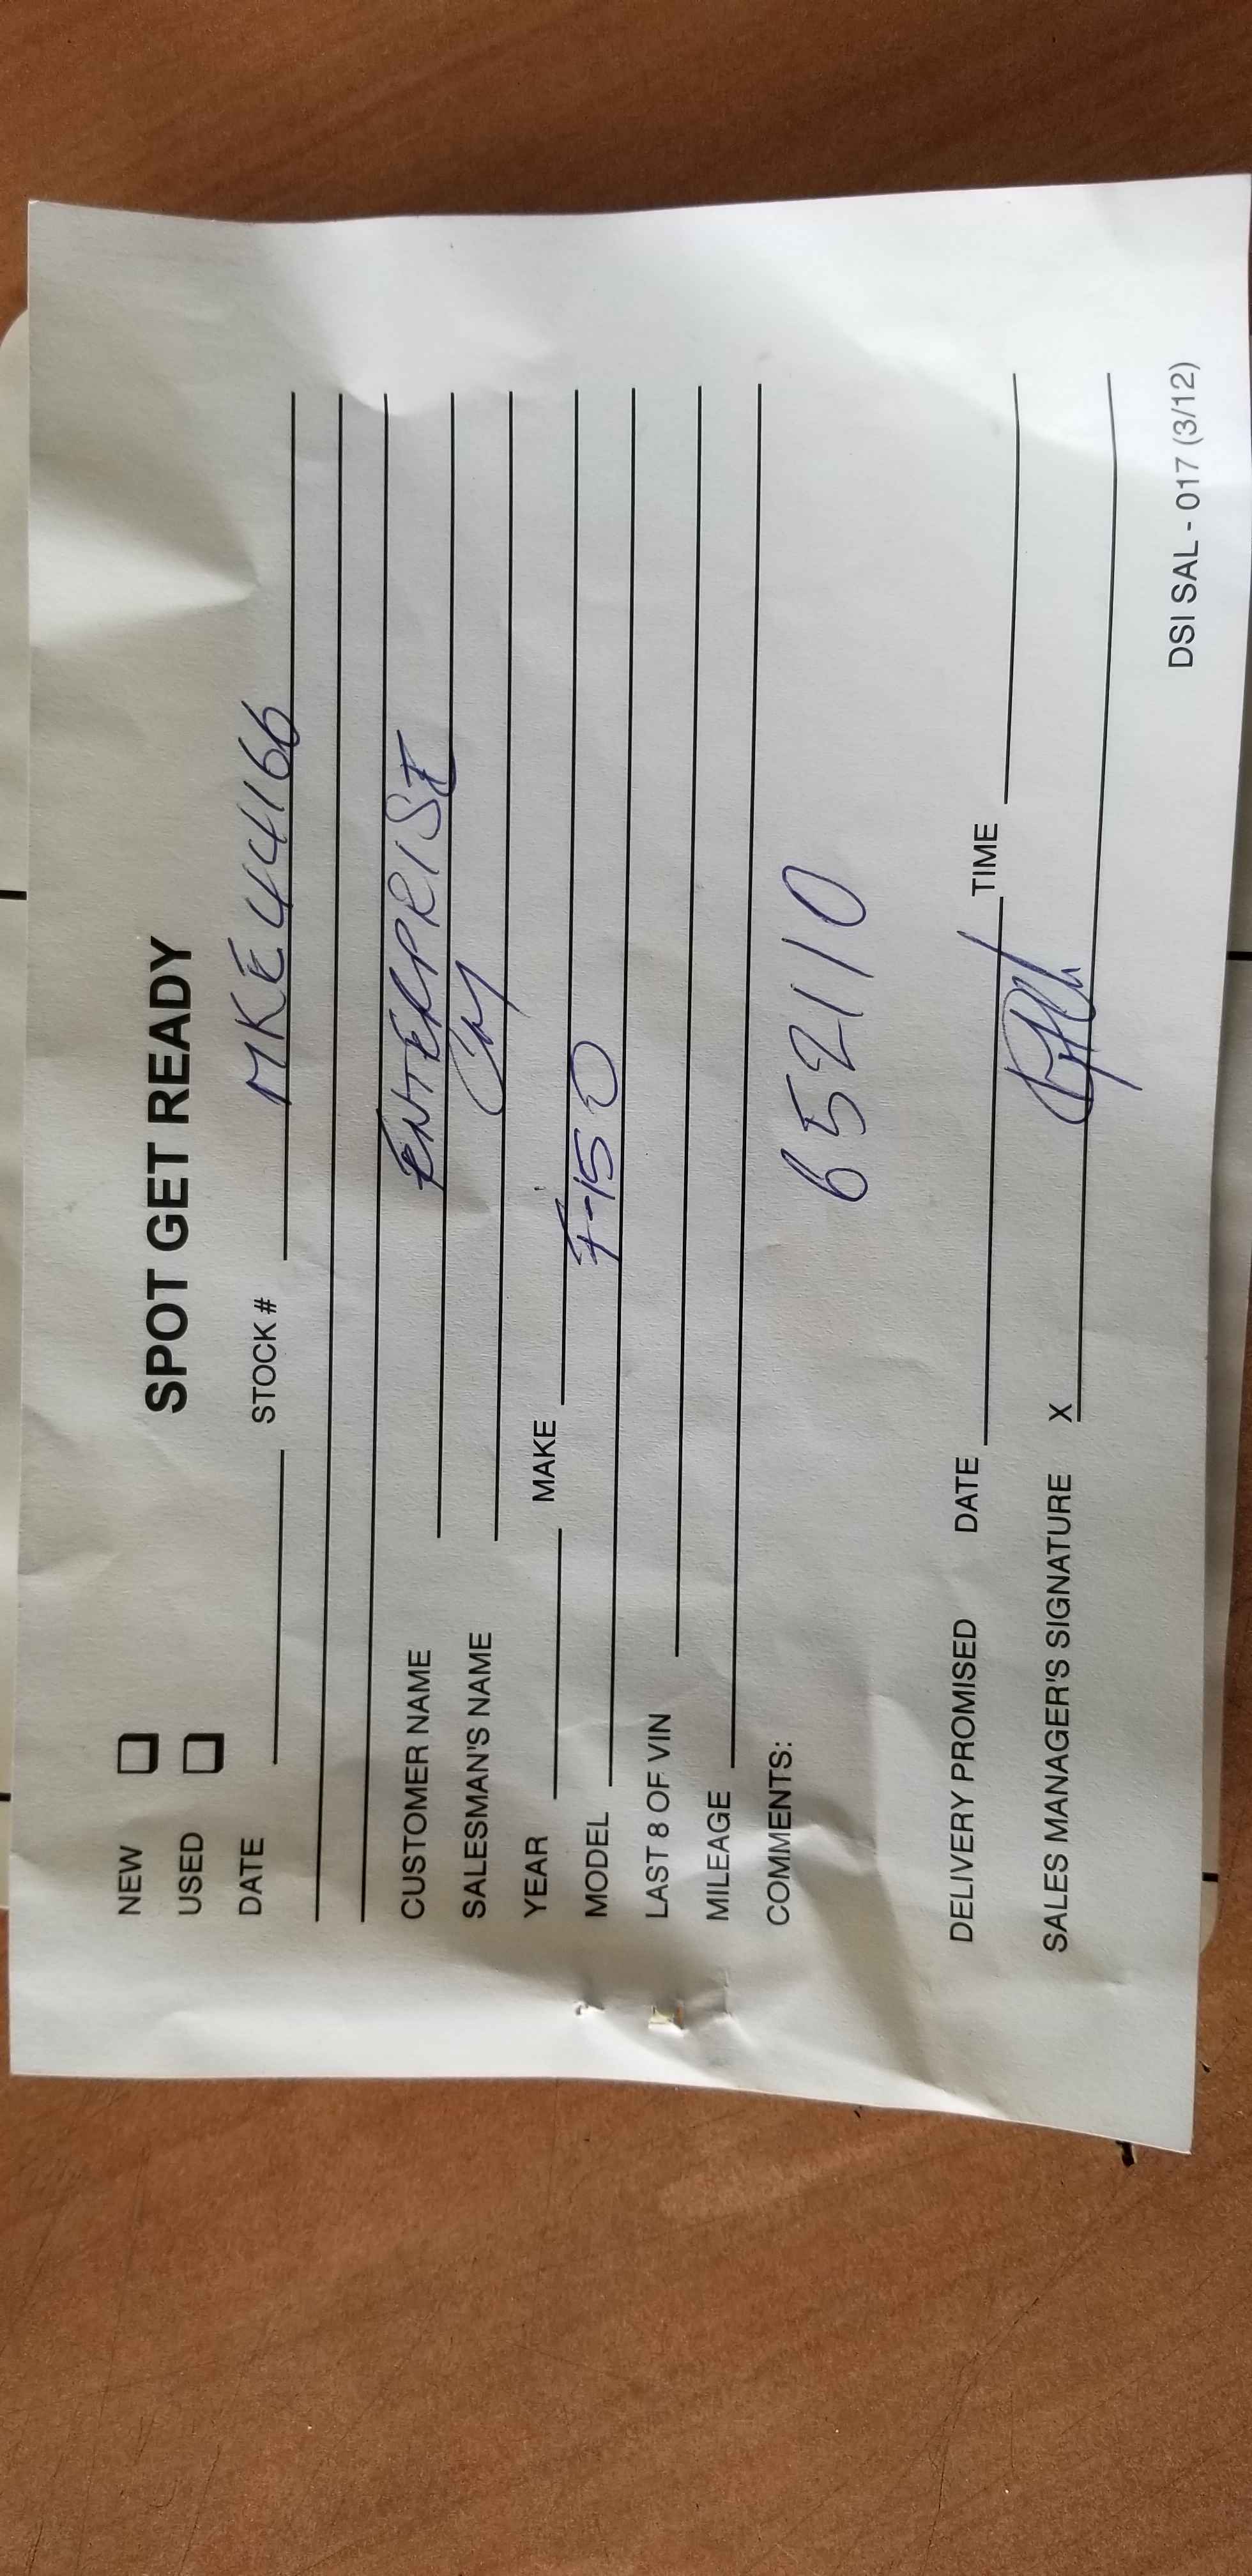 SPOT GET READY
NEW
USED
DATE STOCK # MKE44166
CUSTOMER NAME ENTERPRISE
SALESMAN'S NAME
YEAR MAKE
MODEL F-150
LAST 8 OF VIN
MILEAGE
COMMENTS:
652110
DELIVERY PROMISED DATE TIME
SALES MANAGER'S SIGNATURE X
DSI SAL - 017 (3/12)